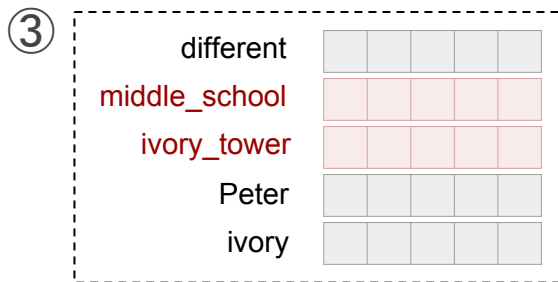 ③
different
middle_school
ivory_tower
Peter
ivory